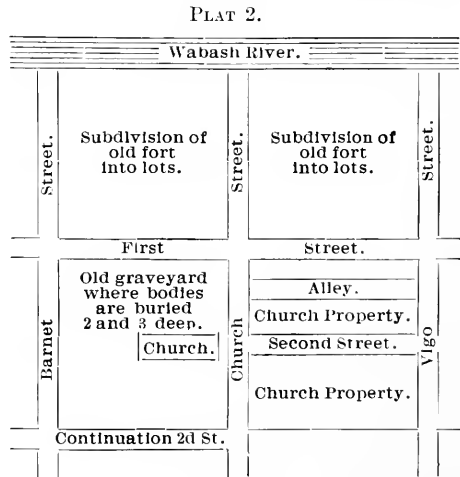 PLAT 2.
Wabash River.
Street.
Subdivision of
old fort
into lots.
Street.
Subdivision of
old fort
into lots.
Street.
First Street.
Barnet
Old graveyard
where bodies
are buried
2 and 3 deep.
Church.
Church
Alley.
Church Property.
Second Street.
Church Property.
Vigo
Continuation 2d St.